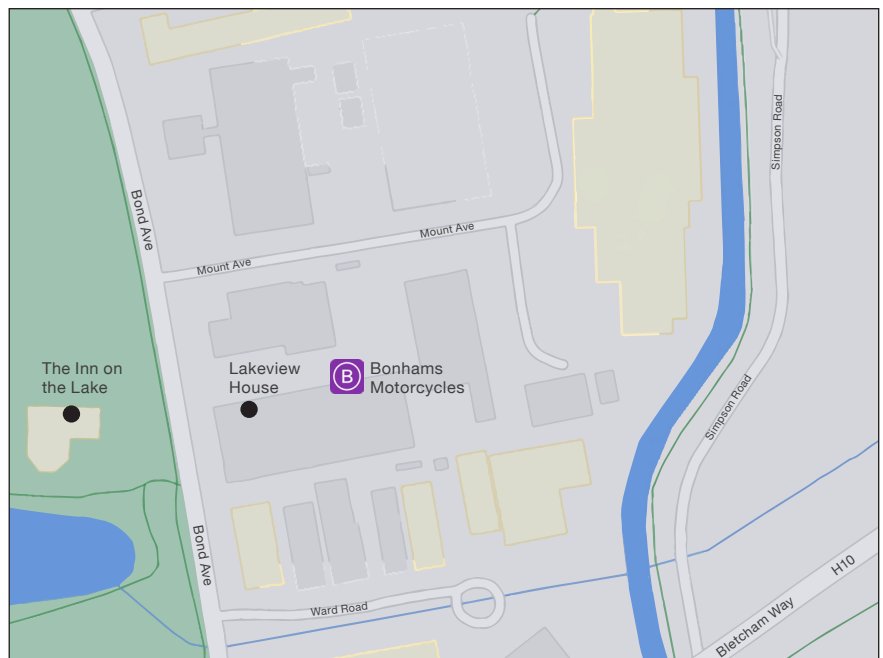 Simpson Road
Bond Ave
Mount Ave
Mount Ave
The Inn on
the Lake
Lakeview
House
B
Bonhams
Motorcycles
Simpson Road
Bond Ave
Ward Road
H10
Bletcham Way